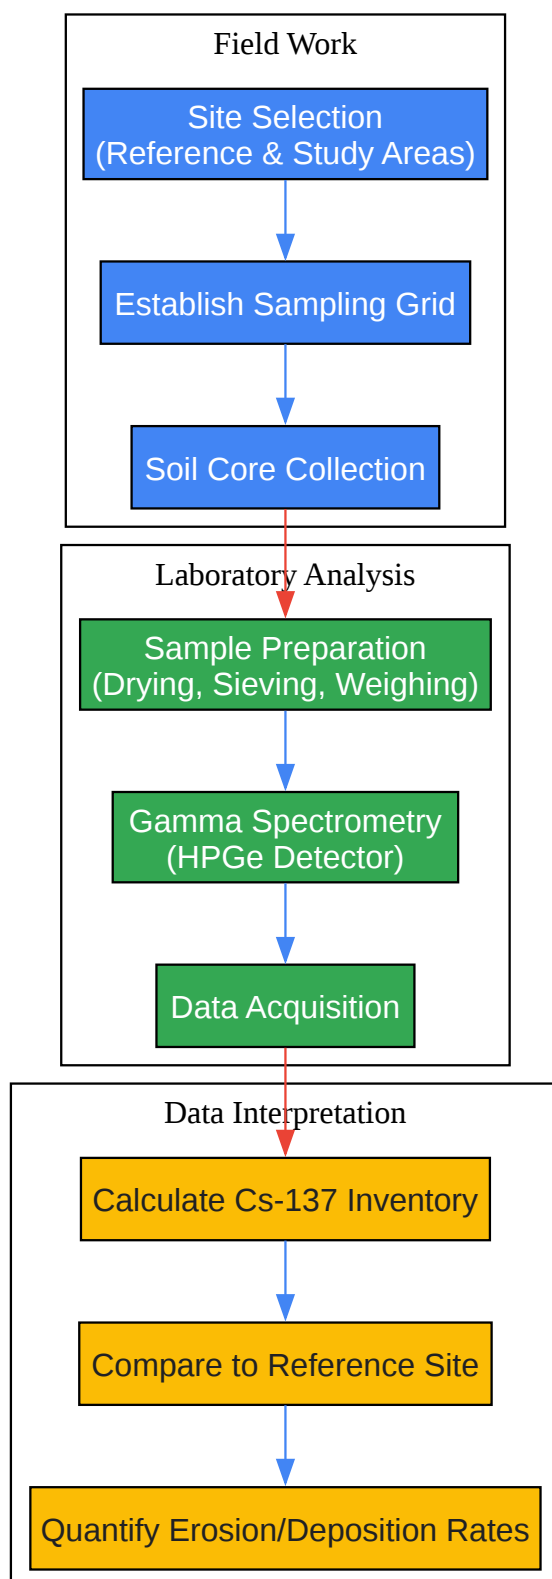 Field Work
Site Selection
(Reference & Study Areas)
Establish Sampling Grid
Soil Core Collection
Laboratory Analysis
Sample Preparation
(Drying, Sieving, Weighing)
Gamma Spectrometry
(HPGe Detector)
Data Acquisition
Data Interpretation
Calculate Cs-137 Inventory
Compare to Reference Site
Quantify Erosion/Deposition Rates